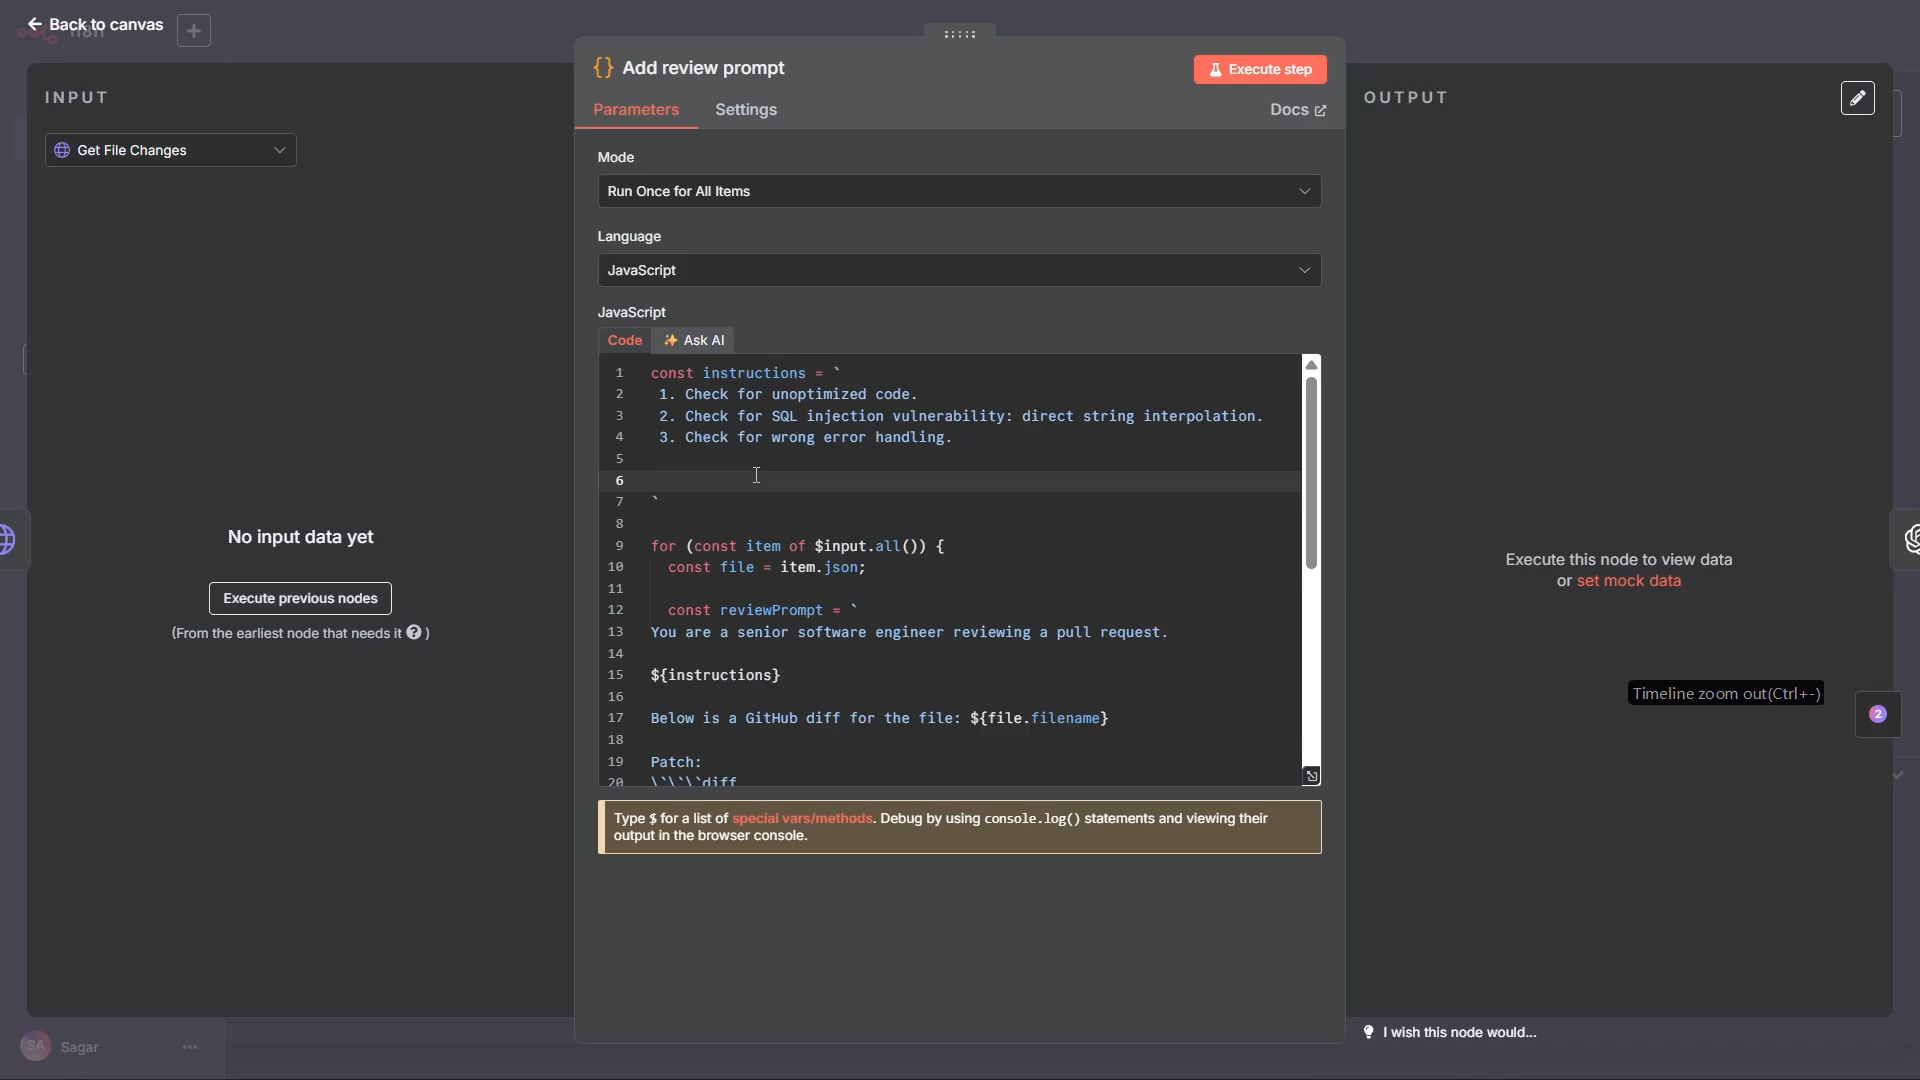 ← Back to canvas
n8n
+
INPUT
Get File Changes
No input data yet
Execute previous nodes
(From the earliest node that needs it ? )
SA Sagar
{} Add review prompt
Execute step
Parameters
Settings
Docs
Mode
Run Once for All Items
Language
JavaScript
JavaScript
Code
Ask AI
1 const instructions = `
2 1. Check for unoptimized code.
3 2. Check for SQL injection vulnerability: direct string interpolation.
4 3. Check for wrong error handling.
5
6
7 `
8
9 for (const item of $input.all()) {
10 const file = item.json;
11
12 const reviewPrompt = `
13 You are a senior software engineer reviewing a pull request.
14
15 ${instructions}
16
17 Below is a GitHub diff for the file: ${file.filename}
18
19 Patch:
20 \`\`\`diff
Type $ for a list of special vars/methods. Debug by using console.log() statements and viewing their
output in the browser console.
OUTPUT
Execute this node to view data
or set mock data
Timeline zoom out(Ctrl+-)
2
I wish this node would...